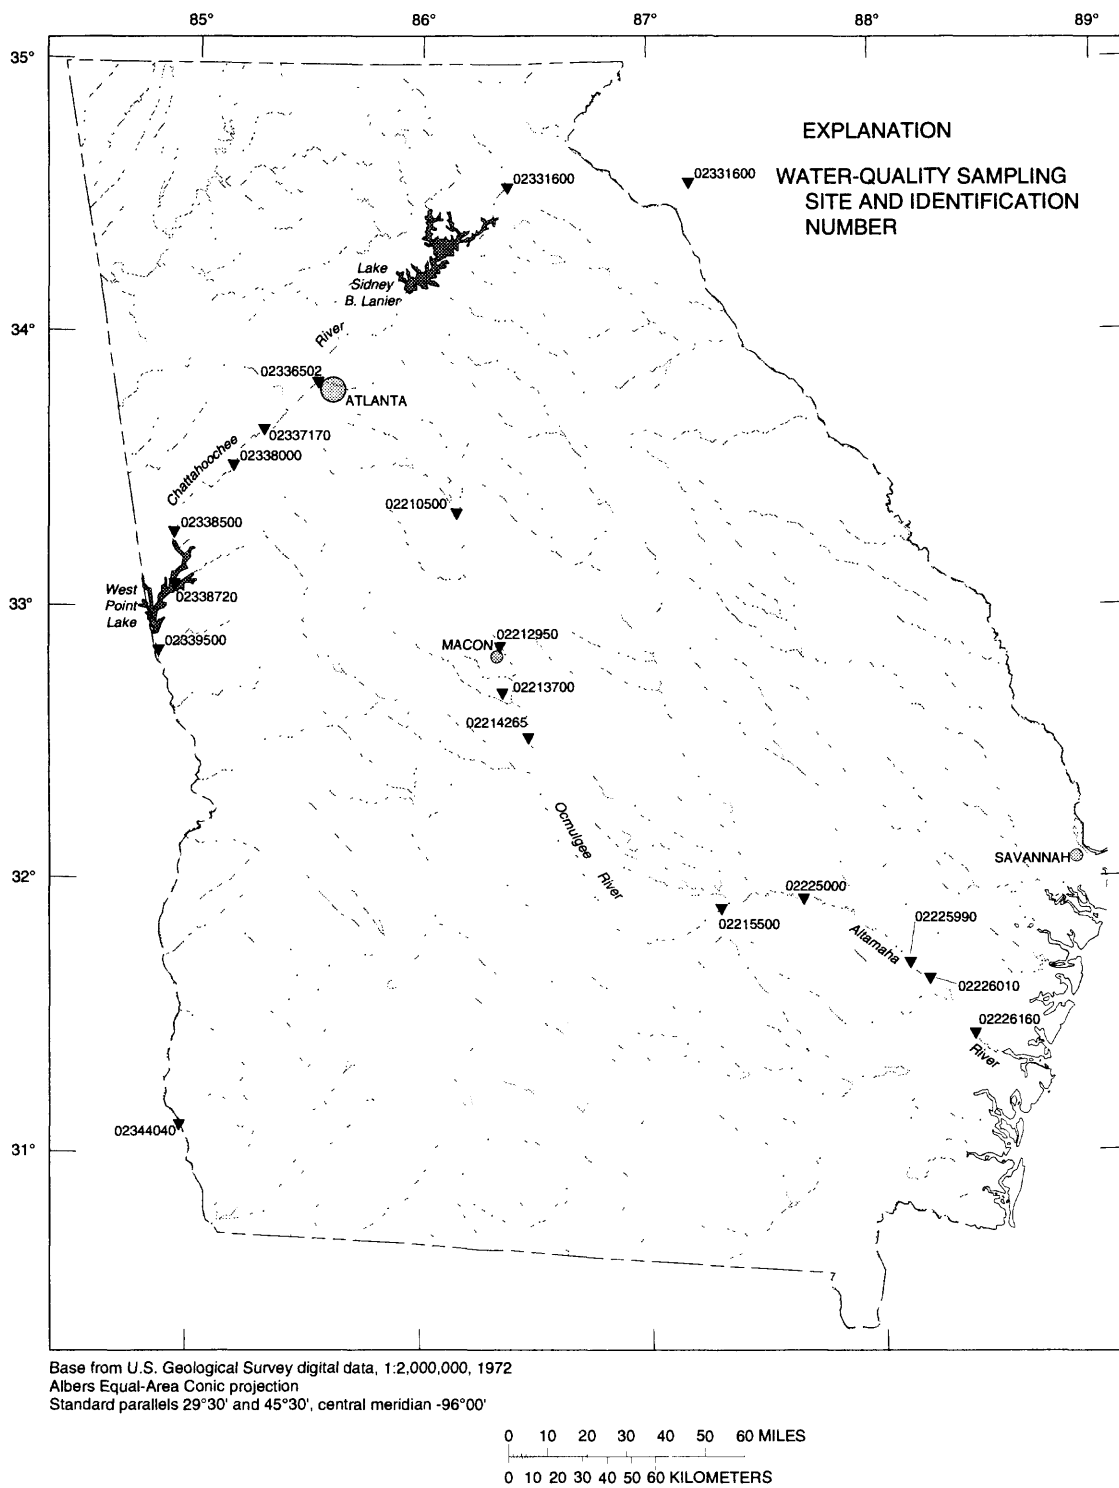 85°
86°
87°
88°
89°
35°
EXPLANATION
02331600
WATER-QUALITY SAMPLING
SITE AND IDENTIFICATION
NUMBER
02331600
Lake
Sidney
B. Lanier
34°
River
02336502
ATLANTA
02337170
Chattahoochee
02338000
02210500
02338500
33°
West
Point
Lake
02338720
02339500
02212950
MACON
02213700
02214265
Ocmulgee
River
32°
SAVANNAH
02225000
02215500
02225990
Altamaha
02226010
02226160
River
31°
02344040
Base from U.S. Geological Survey digital data, 1:2,000,000, 1972
Albers Equal-Area Conic projection
Standard parallels 29°30' and 45°30', central meridian -96°00'
0 10 20 30 40 50 60 MILES
0 10 20 30 40 50 60 KILOMETERS